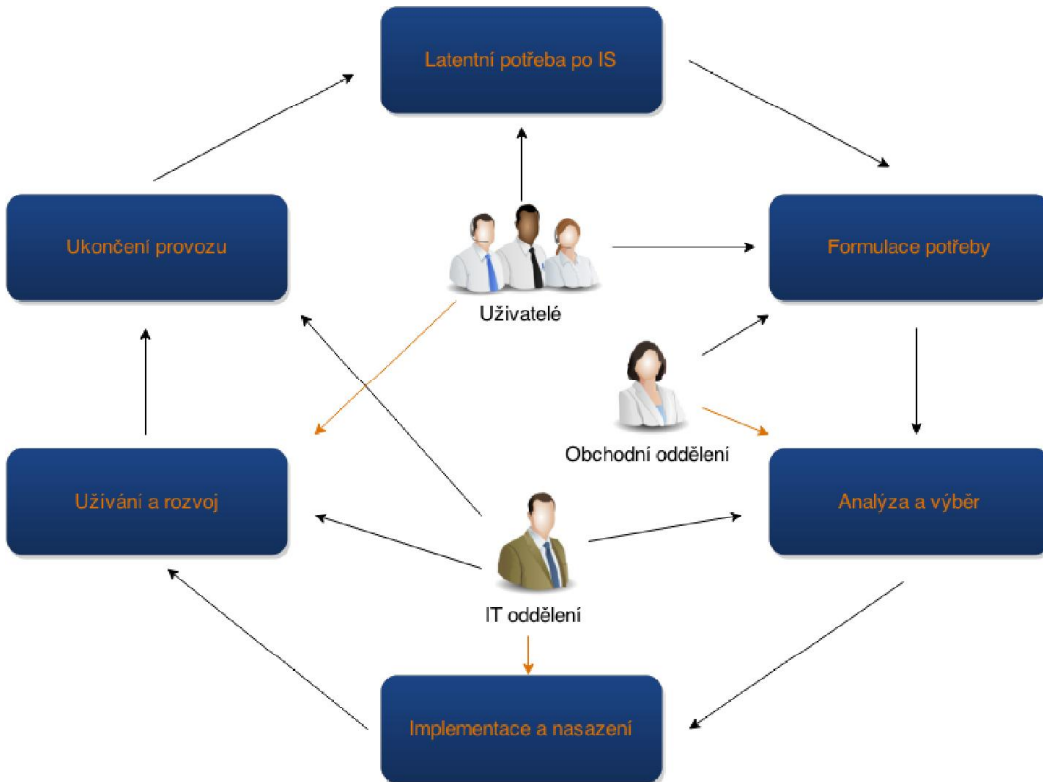 Latentní potřeba po IS
Ukončení provozu
Formulace potřeby
Uživatelé
Obchodní oddělení
Užívání a rozvoj
Analýza a výběr
IT oddělení
Implementace a nasazení